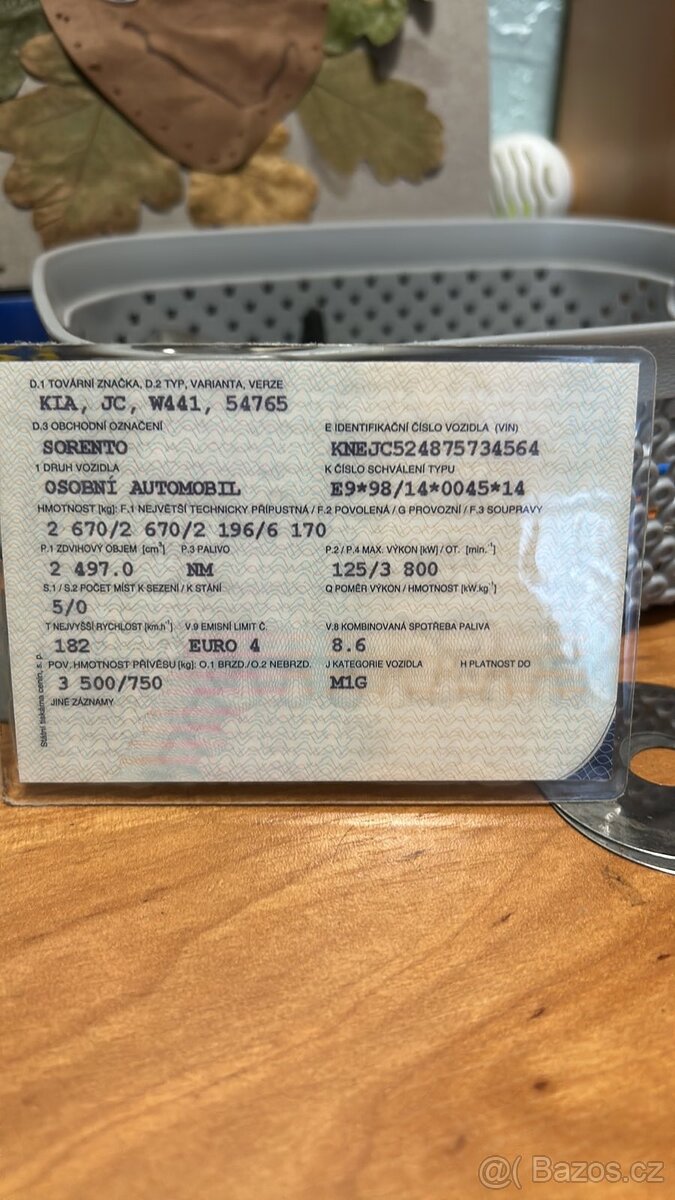 D.1 TOVÁRNÍ ZNAČKA, D.2 TYP, VARIANTA, VERZE
KIA, JC, W441, 54765
D.3 OBCHODNÍ OZNAČENÍ E IDENTIFIKAČNÍ ČÍSLO VOZIDLA (VIN)
SORENTO KNEJC524875734564
1 DRUH VOZIDLA K ČÍSLO SCHVÁLENÍ TYPU
OSOBNÍ AUTOMOBIL E9*98/14*0045*14
HMOTNOST [kg]: F.1 NEJVĚTŠÍ TECHNICKY PŘÍPUSTNÁ / F.2 POVOLENÁ / G PROVOZNÍ / F.3 SOUPRAVY
2 670/2 670/2 196/6 170
P.1 ZDVIHOVÝ OBJEM [cm³] P.3 PALIVO P.2 / P.4 MAX. VÝKON [kW] / OT. [min.⁻¹]
2 497.0 NM 125/3 800
S.1 / S.2 POČET MÍST K SEZENÍ / K STÁNÍ Q POMĚR VÝKON / HMOTNOST [kW.kg⁻¹]
5/0
T NEJVYŠŠÍ RYCHLOST [km.h⁻¹] V.9 EMISNÍ LIMIT Č. V.8 KOMBINOVANÁ SPOTŘEBA PALIVA
182 EURO 4 8.6
POV. HMOTNOST PŘÍVĚSU [kg]: O.1 BRZD./O.2 NEBRZD. J KATEGORIE VOZIDLA H PLATNOST DO
3 500/750 M1G
JINÉ ZÁZNAMY
Státní tiskárna cenin, s. p.
@( Bazos.cz